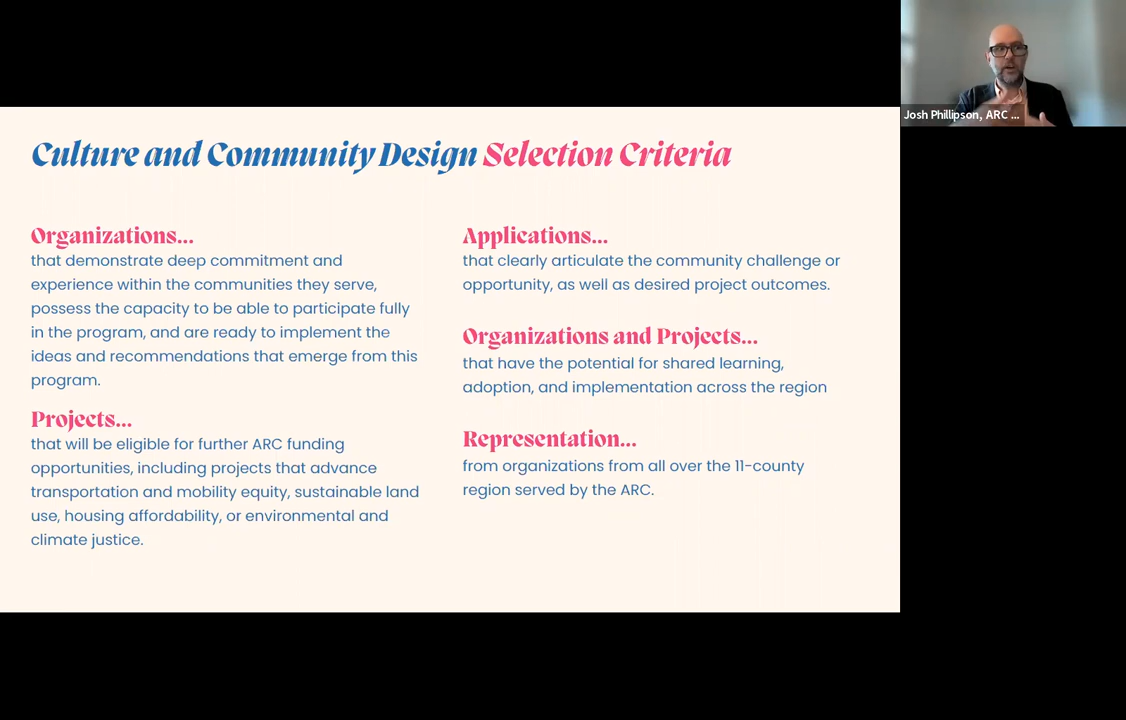 Culture and Community Design Selection Criteria
Organizations...
that demonstrate deep commitment and
experience within the communities they serve,
possess the capacity to be able to participate fully
in the program, and are ready to implement the
ideas and recommendations that emerge from this
program.
Projects...
that will be eligible for further ARC funding
opportunities, including projects that advance
transportation and mobility equity, sustainable land
use, housing affordability, or environmental and
climate justice.
Applications...
that clearly articulate the community challenge or
opportunity, as well as desired project outcomes.
Organizations and Projects...
that have the potential for shared learning,
adoption, and implementation across the region
Representation...
from organizations from all over the 11-county
region served by the ARC.
Josh Phillipson, ARC ...